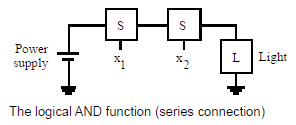 S S
Power
supply
x1 x2
L Light
The logical AND function (series connection)